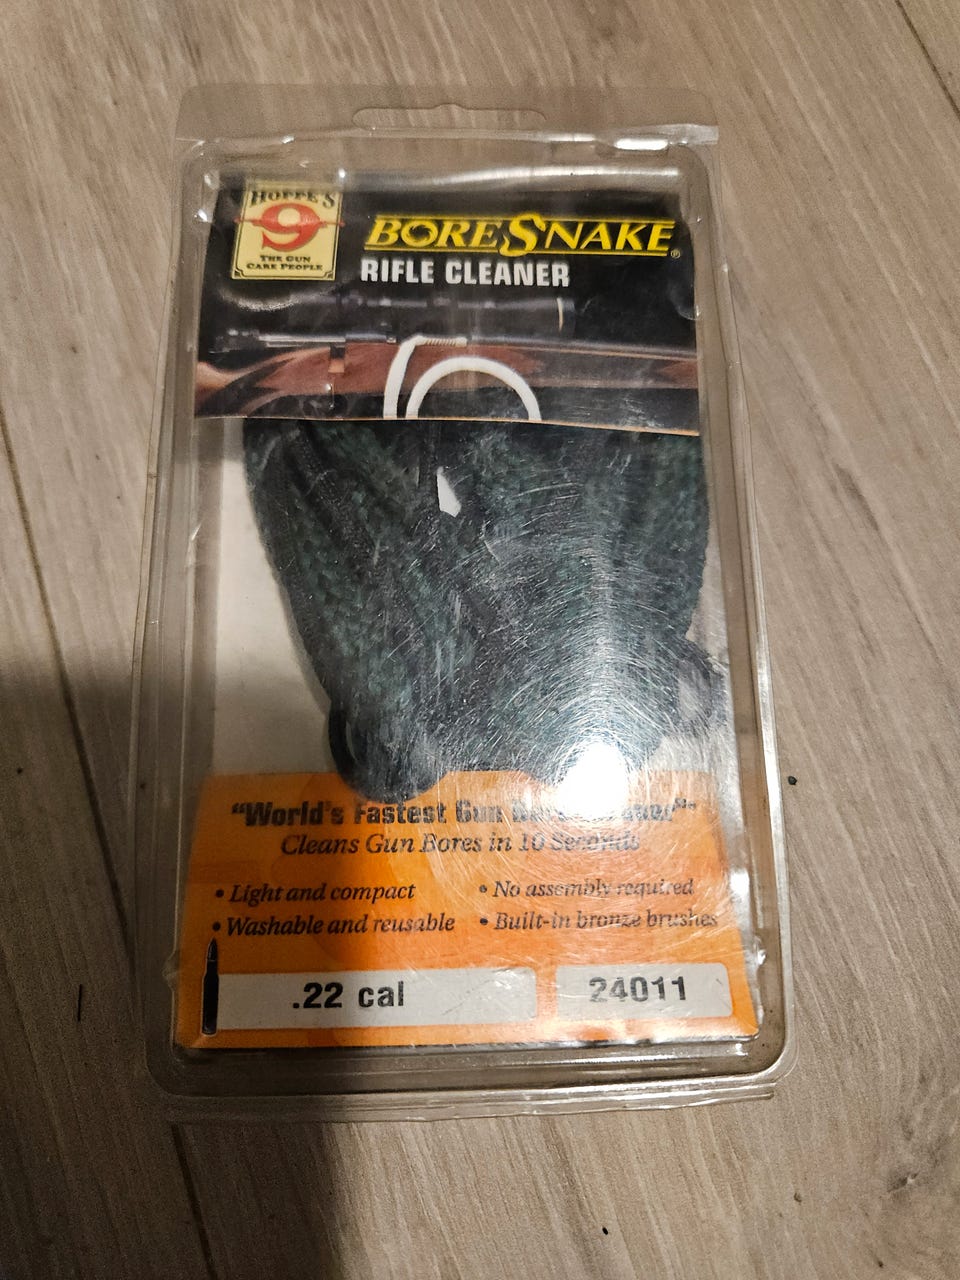 HOPPE'S
9
THE GUN
CARE PEOPLE
BORESNAKE®
RIFLE CLEANER
"World's Fastest Gun
Cleans Gun Bores in 10 Seconds
• Light and compact
• No assembly required
• Washable and reusable
• Built-in bronze brushes
.22 cal
24011